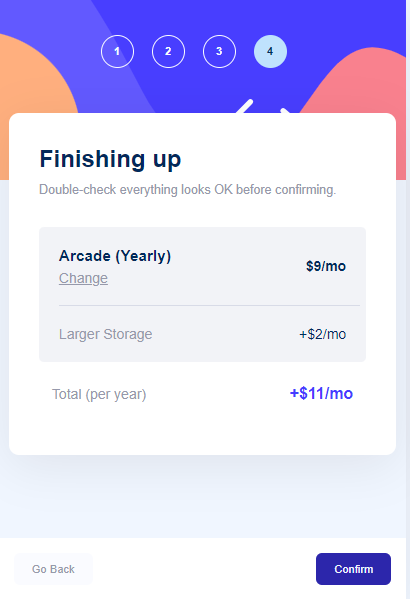 1 2 3 4
Finishing up
Double-check everything looks OK before confirming.
Arcade (Yearly)
$9/mo
Change
Larger Storage +$2/mo
Total (per year) +$11/mo
Go Back Confirm